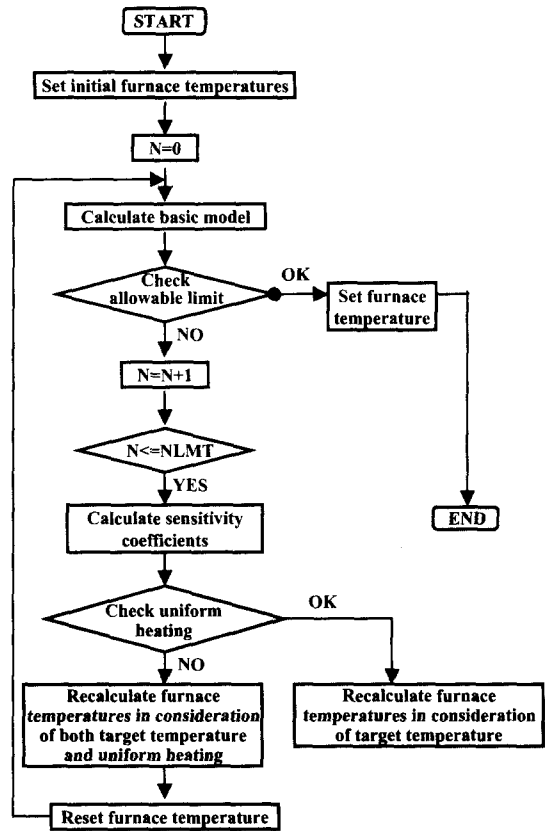 START
Set initial furnace temperatures
N=0
Calculate basic model
Check
allowable limit
OK
Set furnace
temperature
NO
N=N+1
N<=NLMT
YES
END
Calculate sensitivity
coefficients
Check uniform
heating
OK
NO
Recalculate furnace
temperatures in consideration
of both target temperature
and uniform heating
Recalculate furnace
temperatures in consideration
of target temperature
Reset furnace temperature